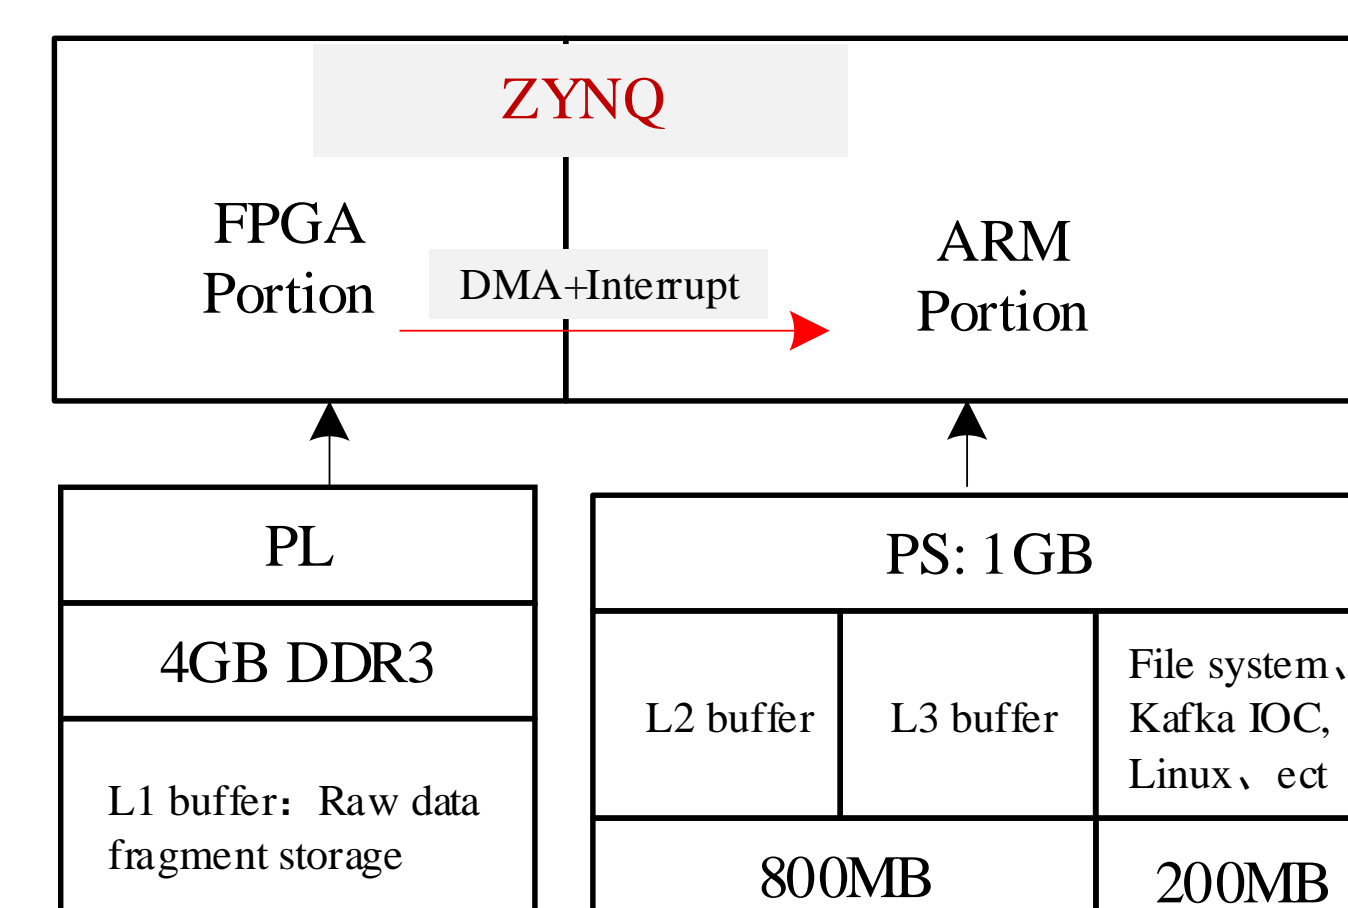 ZYNQ
FPGA
Portion
DMA+Interrupt
ARM
Portion
PL
4GB DDR3
L1 buffer：Raw data
fragment storage
PS: 1GB
L2 buffer
L3 buffer
File system、
Kafka IOC,
Linux、ect
800MB
200MB